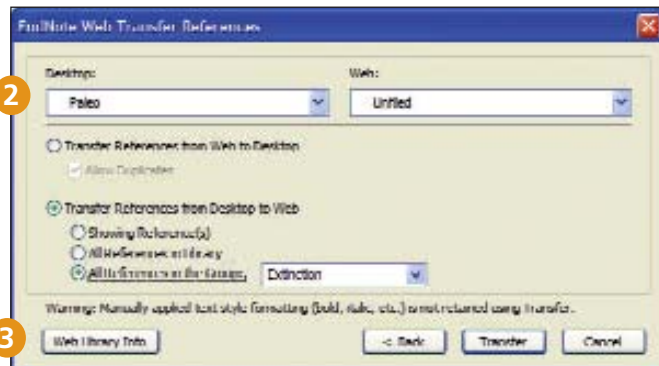 EndNote Web Transfer References
Desktop: Web:
2 Paleo Unfiled
Transfer References from Web to Desktop
Allow Duplicates
Transfer References from Desktop to Web
Showing Reference(s)
All References in Library
All References in the Groups: Extinction
Warning: Manually applied text style formatting (bold, italic, etc.) is not retained using Transfer.
3 Web Library Info < Back Transfer Cancel